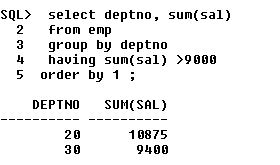 SQL>  select deptno, sum(sal)
  2   from emp
  3   group by deptno
  4   having sum(sal) >9000
  5  order by 1 ;
    DEPTNO   SUM(SAL)
---------- ----------
        20      10875
        30       9400